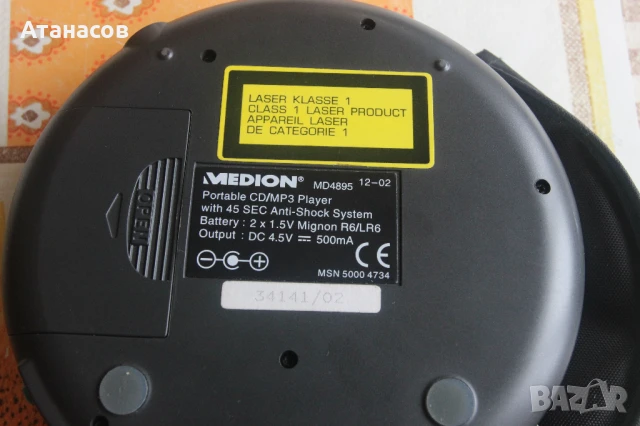 Атанасов
LASER KLASSE 1
CLASS 1 LASER PRODUCT
APPAREIL LASER
DE CATEGORIE 1
MEDION® MD4895 12-02
Portable CD/MP3 Player
with 45 SEC Anti-Shock System
Battery : 2 x 1.5V Mignon R6/LR6
Output : DC 4.5V ⎓ 500mA
CE
MSN 5000 4734
34141/02
OPEN
BAZAR